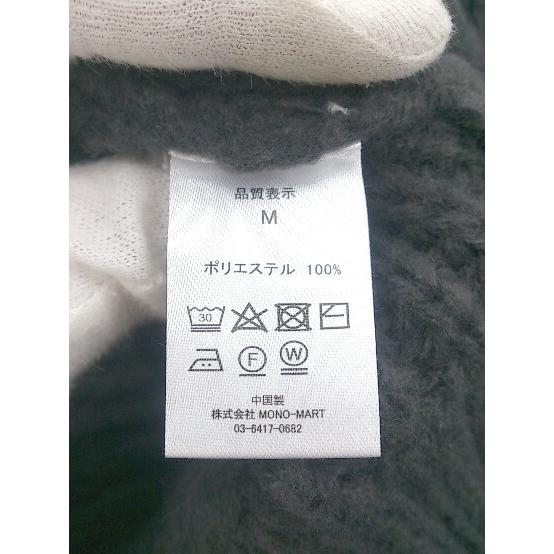 品質表示
M
ポリエステル 100%
30
F W
中国製
株式会社 MONO-MART
03-6417-0682